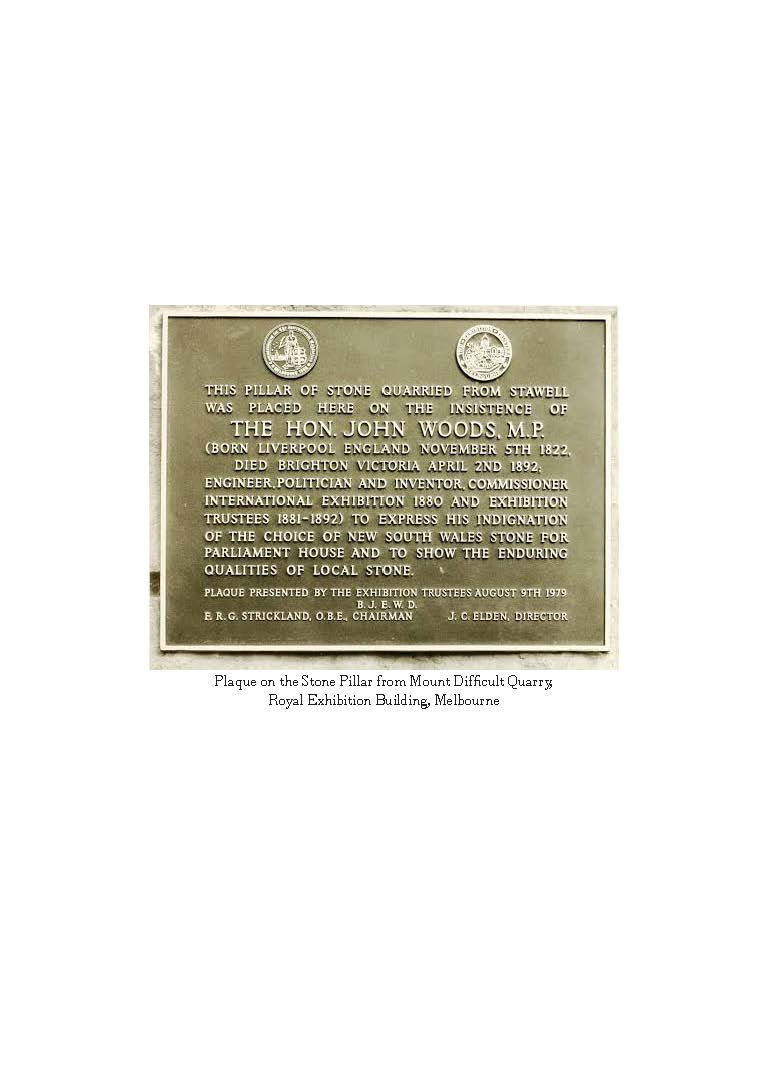 THIS PILLAR OF STONE QUARRIED FROM STAWELL
WAS PLACED HERE ON THE INSISTENCE OF
THE HON. JOHN WOODS, M.P.
(BORN LIVERPOOL ENGLAND NOVEMBER 5TH 1822,
DIED BRIGHTON VICTORIA APRIL 2ND 1892;
ENGINEER, POLITICIAN AND INVENTOR, COMMISSIONER
INTERNATIONAL EXHIBITION 1880 AND EXHIBITION
TRUSTEES 1881-1892) TO EXPRESS HIS INDIGNATION
OF THE CHOICE OF NEW SOUTH WALES STONE FOR
PARLIAMENT HOUSE AND TO SHOW THE ENDURING
QUALITIES OF LOCAL STONE.
PLAQUE PRESENTED BY THE EXHIBITION TRUSTEES AUGUST 9TH 1979
B. J. E. W. D.
E. R. G. STRICKLAND, O.B.E., CHAIRMAN J. C. ELDEN, DIRECTOR
Plaque on the Stone Pillar from Mount Difficult Quarry,
Royal Exhibition Building, Melbourne